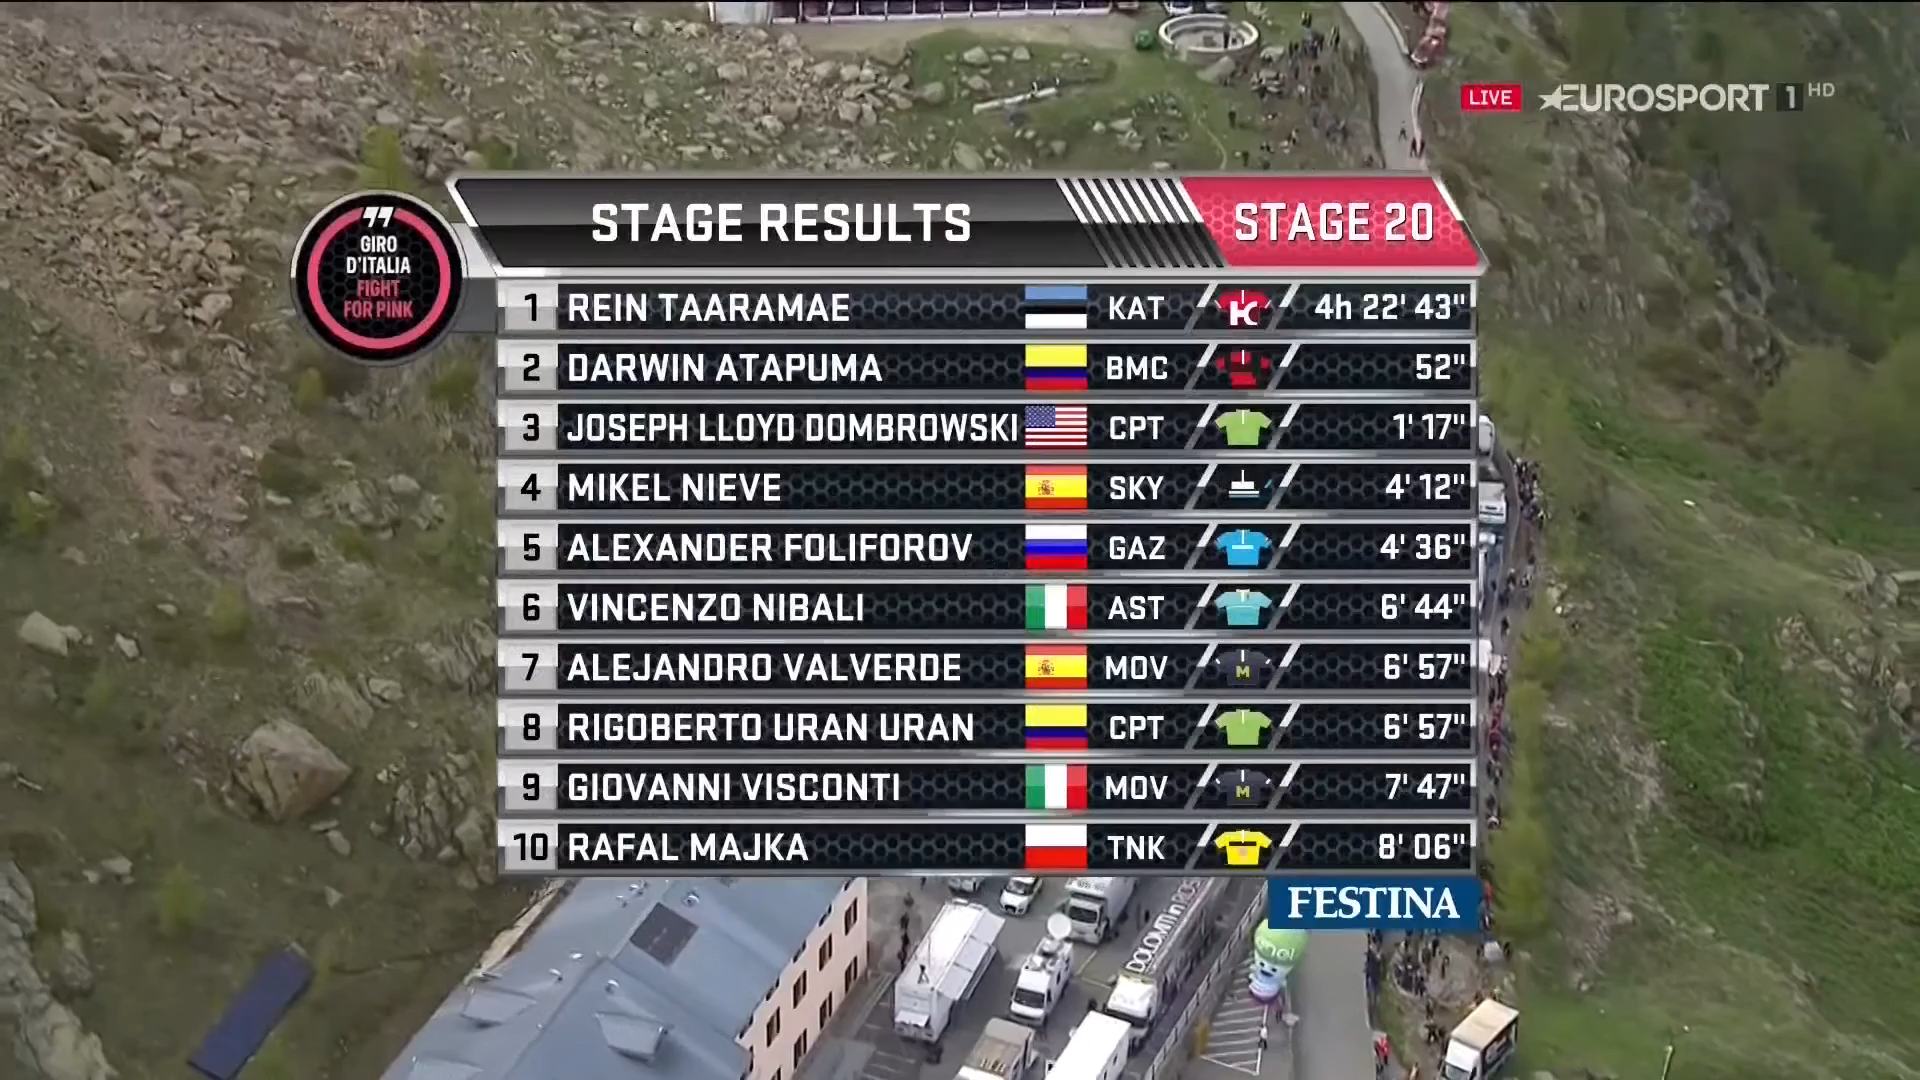 LIVE EUROSPORT 1 HD
STAGE RESULTS STAGE 20
GIRO
D'ITALIA
FIGHT
FOR PINK
1 REIN TAARAMAE KAT 4h 22' 43"
2 DARWIN ATAPUMA BMC 52"
3 JOSEPH LLOYD DOMBROWSKI CPT 1' 17"
4 MIKEL NIEVE SKY 4' 12"
5 ALEXANDER FOLIFOROV GAZ 4' 36"
6 VINCENZO NIBALI AST 6' 44"
7 ALEJANDRO VALVERDE MOV M 6' 57"
8 RIGOBERTO URAN URAN CPT 6' 57"
9 GIOVANNI VISCONTI MOV M 7' 47"
10 RAFAL MAJKA TNK 8' 06"
FESTINA
enel